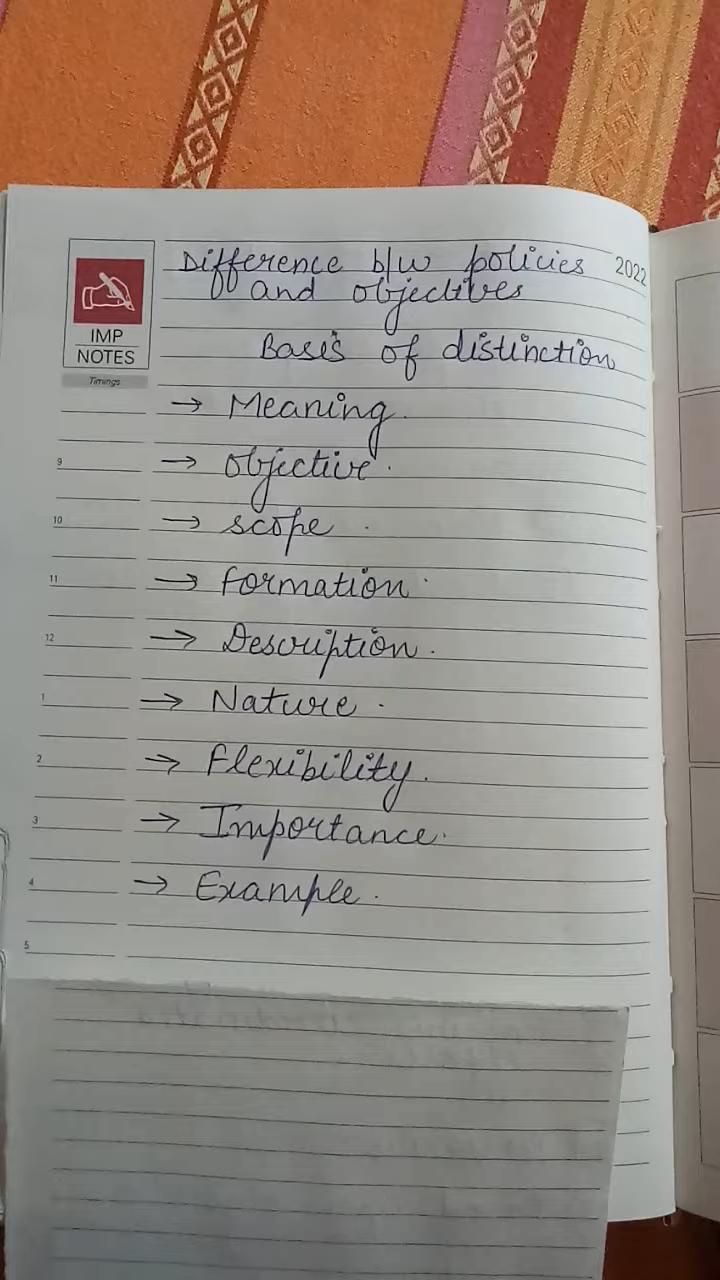 Difference b/w policies 2022
and objectives
IMP
NOTES
Basis of distinction
Timings
→ Meaning.
9 → objective.
10 → scope.
11 → formation.
12 → Description.
1 → Nature.
2 → Flexibility.
3 → Importance.
4 → Example.
5